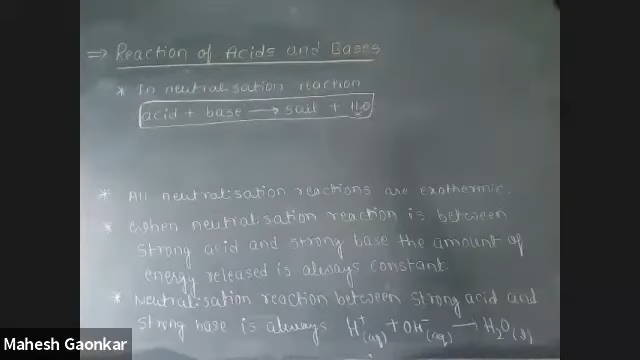 ⇒ Reaction of Acids and Bases
* In neutralisation reaction
acid + base ⟶ salt + H₂O
* All neutralisation reactions are exothermic.
* When neutralisation reaction is between
strong acid and strong base the amount of
energy released is always constant.
* Neutralisation reaction between strong acid and
strong base is always H⁺(aq) + OH⁻(aq) ⟶ H₂O(l)
Mahesh Gaonkar